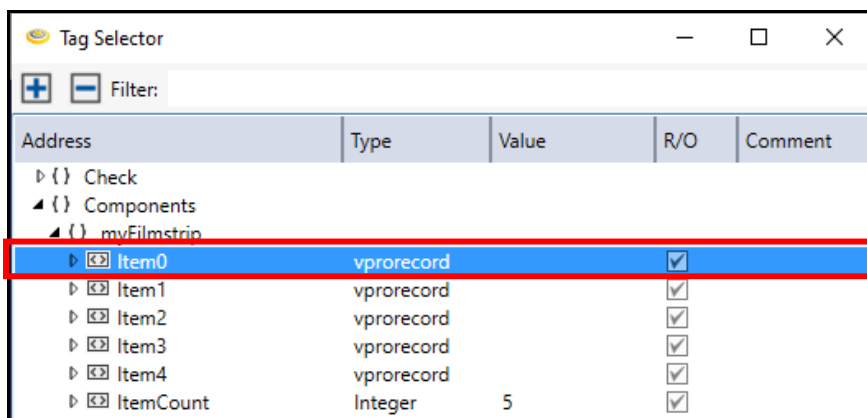 Tag Selector
Filter:
Address Type Value R/O Comment
{} Check
{} Components
{} myFilmstrip
Item0 vprorecord
Item1 vprorecord
Item2 vprorecord
Item3 vprorecord
Item4 vprorecord
ItemCount Integer 5